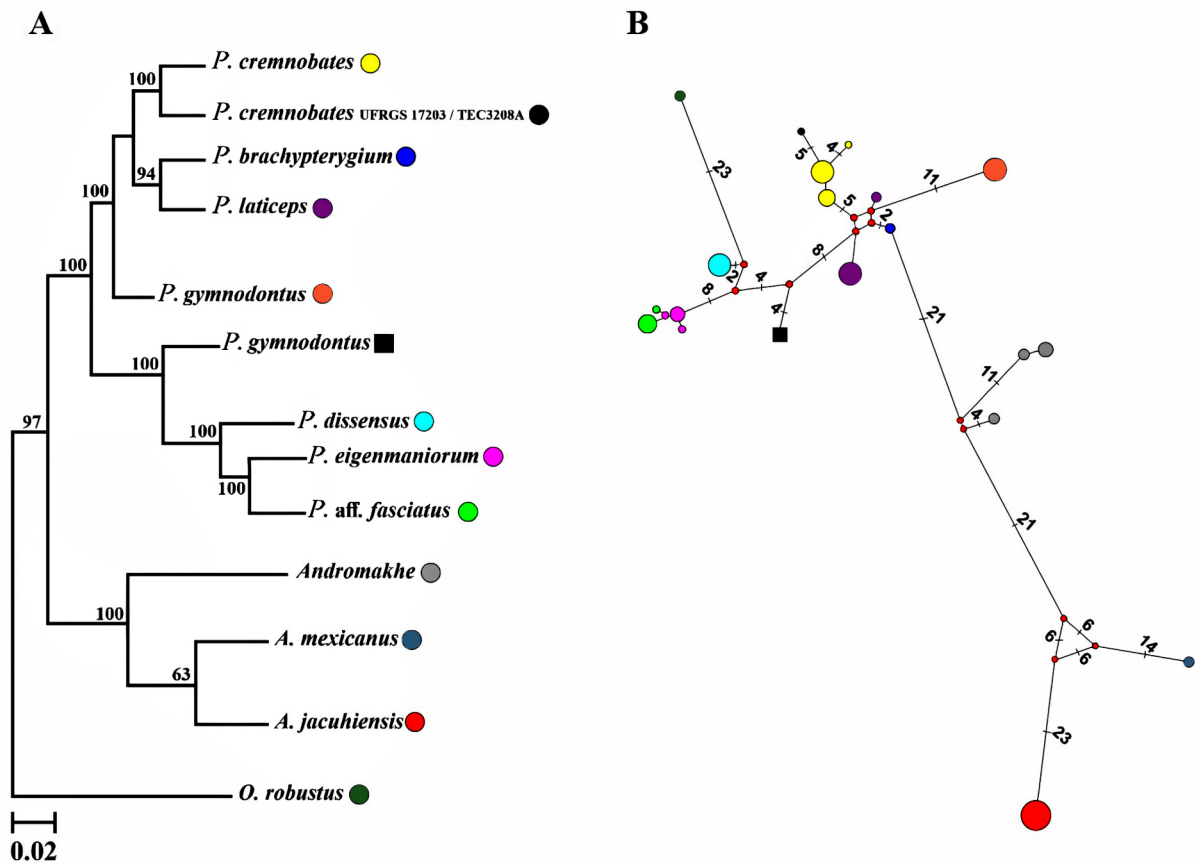 A
B
P. cremnobates
100
P. cremnobates UFRGS 17203 / TEC3208A
P. brachypterygium
94
P. laticeps
100
100
P. gymnodontus
P. gymnodontus
100
P. dissensus
100
P. eigenmaniorum
100
P. aff. fasciatus
97
Andromakhe
100
A. mexicanus
63
A. jacuhiensis
O. robustus
0.02
23
5
4
5
11
2
8
2
4
8
4
21
11
4
21
6
6
6
14
23